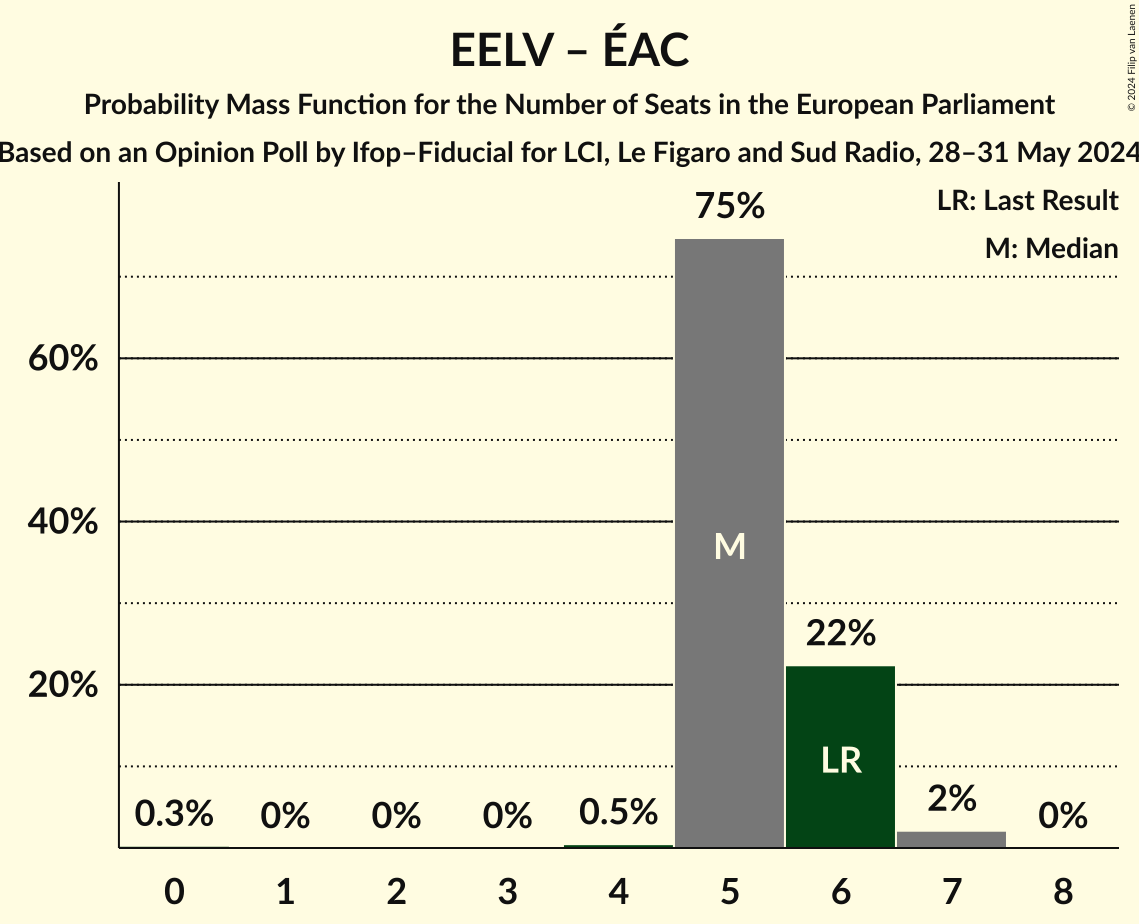 EELV – ÉAC
Probability Mass Function for the Number of Seats in the European Parliament
Based on an Opinion Poll by Ifop–Fiducial for LCI, Le Figaro and Sud Radio, 28–31 May 2024
© 2024 Filip van Laenen
LR: Last Result
M: Median
75%
60%
40%
M
22%
20%
LR
0.3% 0% 0% 0% 0.5% 2% 0%
0 1 2 3 4 5 6 7 8